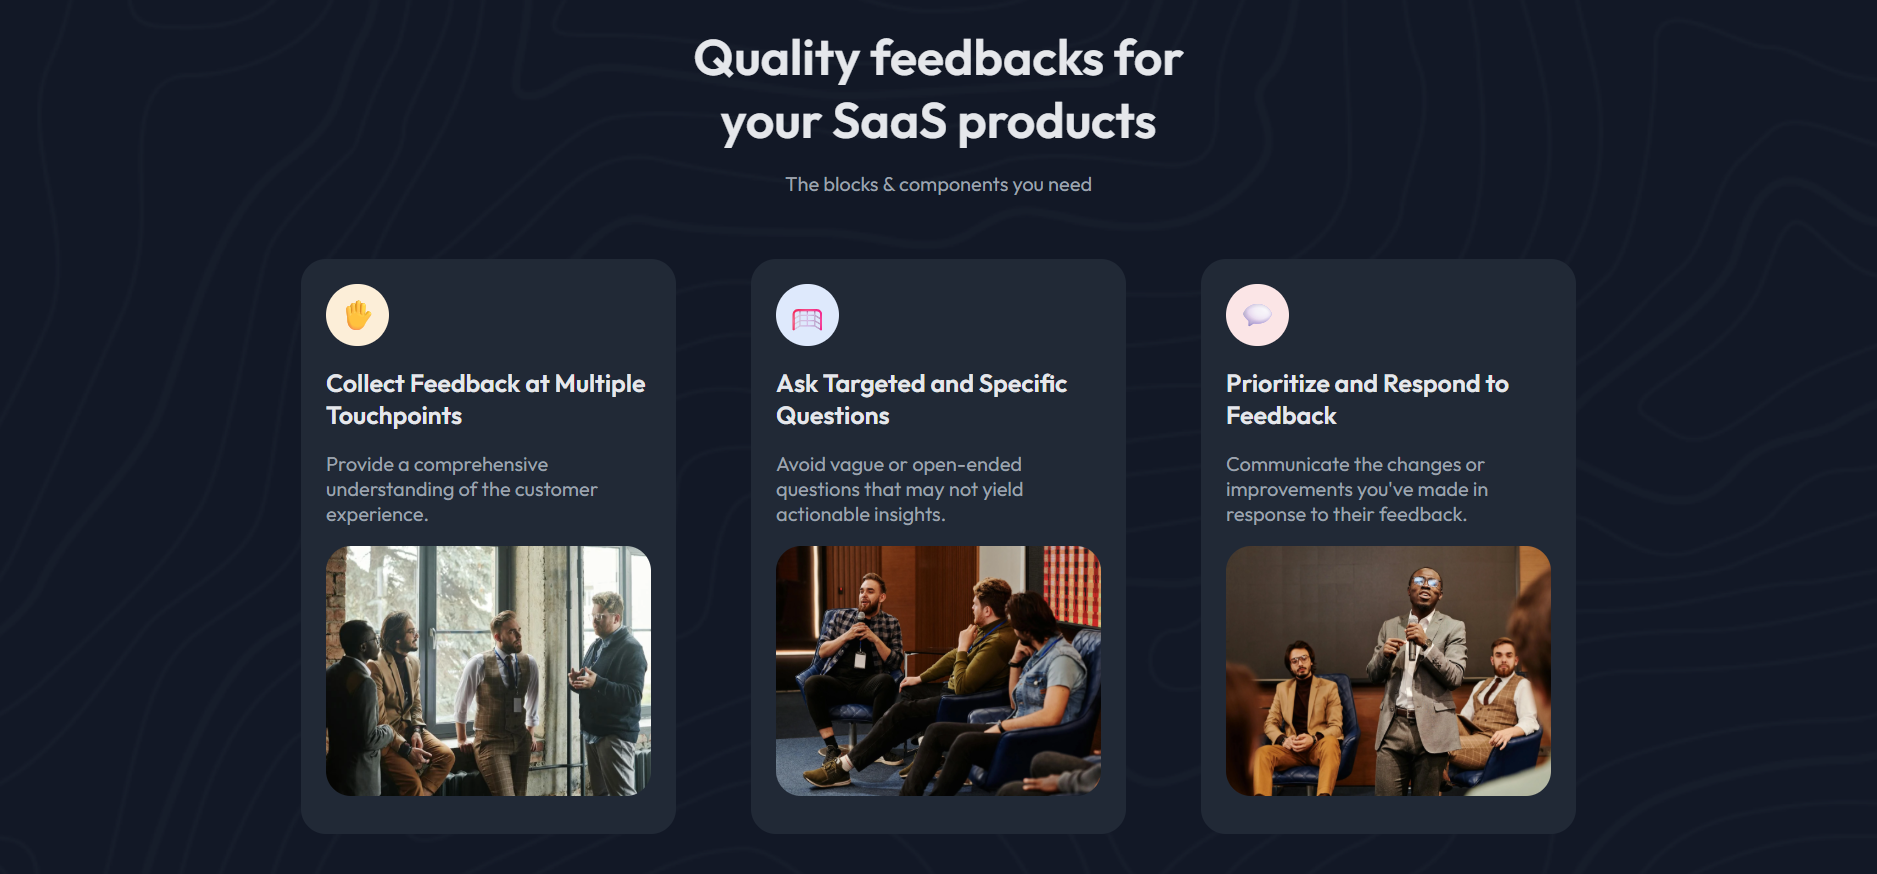 Quality feedbacks for
your SaaS products
The blocks & components you need
Collect Feedback at Multiple
Touchpoints
Provide a comprehensive
understanding of the customer
experience.
Ask Targeted and Specific
Questions
Avoid vague or open-ended
questions that may not yield
actionable insights.
Prioritize and Respond to
Feedback
Communicate the changes or
improvements you've made in
response to their feedback.